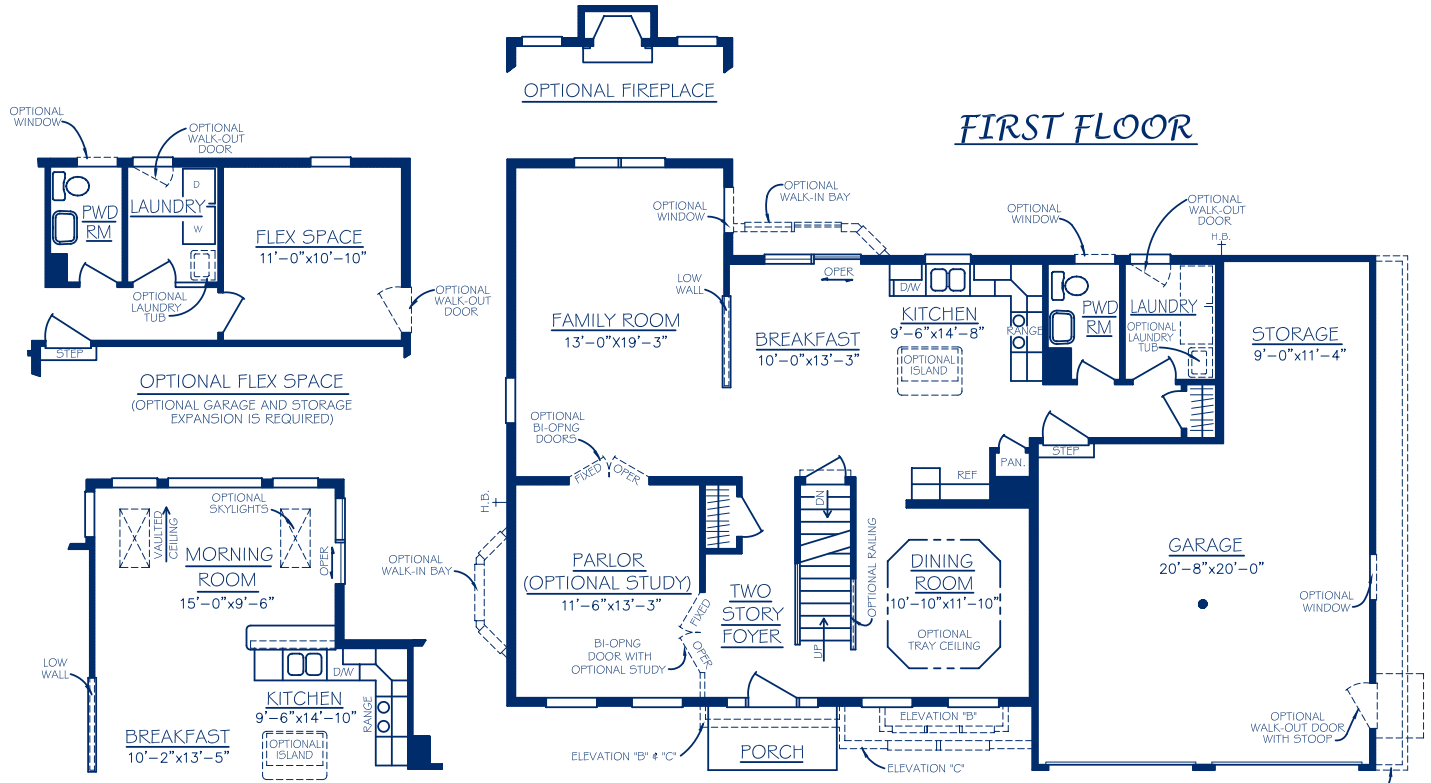 OPTIONAL FIREPLACE
FIRST FLOOR
OPTIONAL
WINDOW
OPTIONAL
WALK-OUT
DOOR
PWD
RM
LAUNDRY
D
W
OPTIONAL
LAUNDRY
TUB
FLEX SPACE
11'-0"x10'-10"
OPTIONAL
WALK-OUT
DOOR
STEP
OPTIONAL FLEX SPACE
(OPTIONAL GARAGE AND STORAGE
EXPANSION IS REQUIRED)
OPTIONAL
SKYLIGHTS
VAULTED
CEILING
MORNING
ROOM
15'-0"x9'-6"
OPER
LOW
WALL
D/W
KITCHEN
9'-6"x14'-10"
RANGE
BREAKFAST
10'-2"x13'-5"
OPTIONAL
ISLAND
OPTIONAL
WINDOW
OPTIONAL
WALK-IN BAY
LOW
WALL
FAMILY ROOM
13'-0"X19'-3"
OPER
BREAKFAST
10'-0"x13'-3"
D/W
KITCHEN
9'-6"x14'-8"
RANGE
OPTIONAL
ISLAND
OPTIONAL
WINDOW
OPTIONAL
WALK-OUT
DOOR
H.B.
PWD
RM
LAUNDRY
OPTIONAL
LAUNDRY
TUB
STORAGE
9'-0"x11'-4"
OPTIONAL
BI-OPNG
DOORS
FIXED
OPER
H.B.
OPTIONAL
WALK-IN BAY
PARLOR
(OPTIONAL STUDY)
11'-6"x13'-3"
FIXED
OPER
BI-OPNG
DOOR WITH
OPTIONAL STUDY
TWO
STORY
FOYER
DN
UP
OPTIONAL RAILING
REF
PAN.
STEP
DINING
ROOM
10'-10"x11'-10"
OPTIONAL
TRAY CEILING
GARAGE
20'-8"x20'-0"
OPTIONAL
WINDOW
OPTIONAL
WALK-OUT DOOR
WITH STOOP
ELEVATION "B" & "C"
PORCH
ELEVATION "B"
ELEVATION "C"